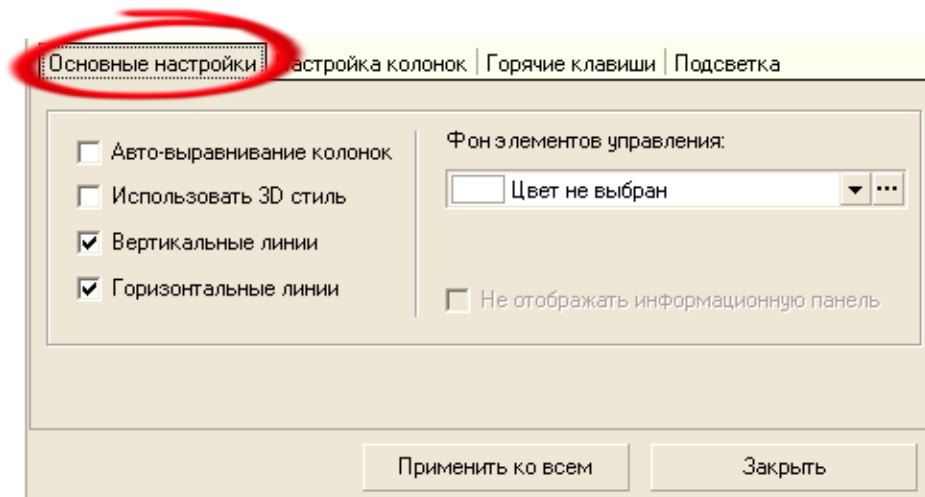 Основные настройки астройка колонок Горячие клавиши Подсветка
Авто-выравнивание колонок
Использовать 3D стиль
Вертикальные линии
Горизонтальные линии
Фон элементов управления:
Цвет не выбран
Не отображать информационную панель
Применить ко всем Закрыть